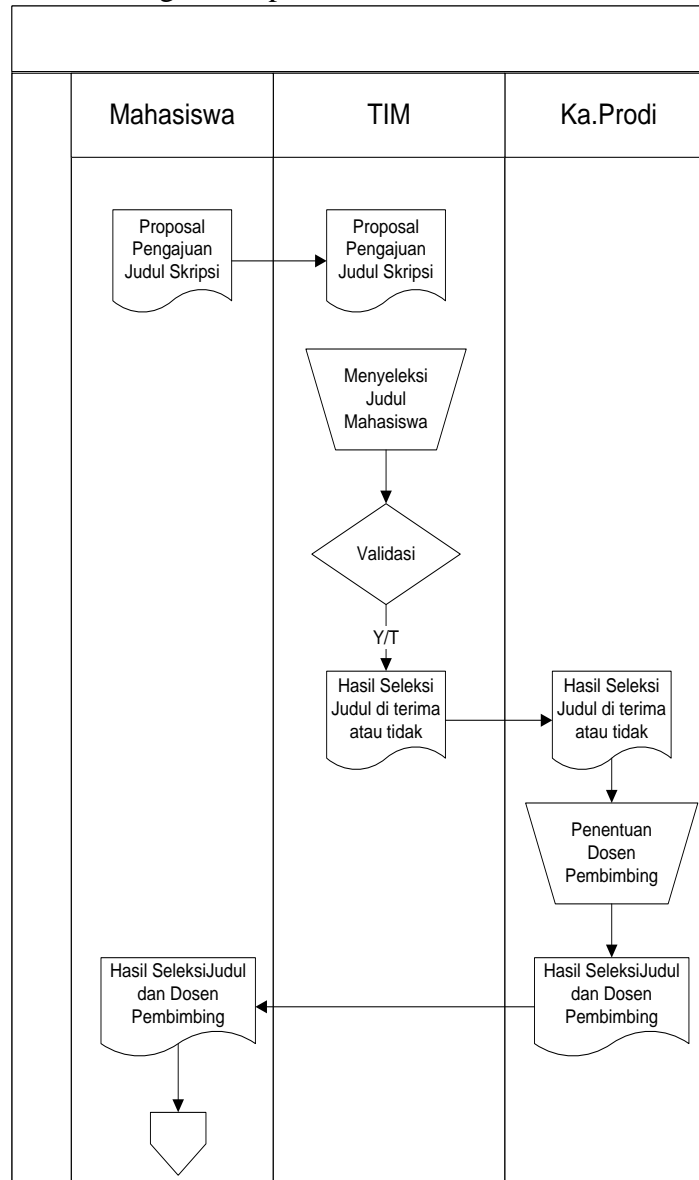 Mahasiswa
TIM
Ka.Prodi
Proposal
Pengajuan
Judul Skripsi
Proposal
Pengajuan
Judul Skripsi
Menyeleksi
Judul
Mahasiswa
Validasi
Y/T
Hasil Seleksi
Judul di terima
atau tidak
Hasil Seleksi
Judul di terima
atau tidak
Penentuan
Dosen
Pembimbing
Hasil SeleksiJudul
dan Dosen
Pembimbing
Hasil SeleksiJudul
dan Dosen
Pembimbing